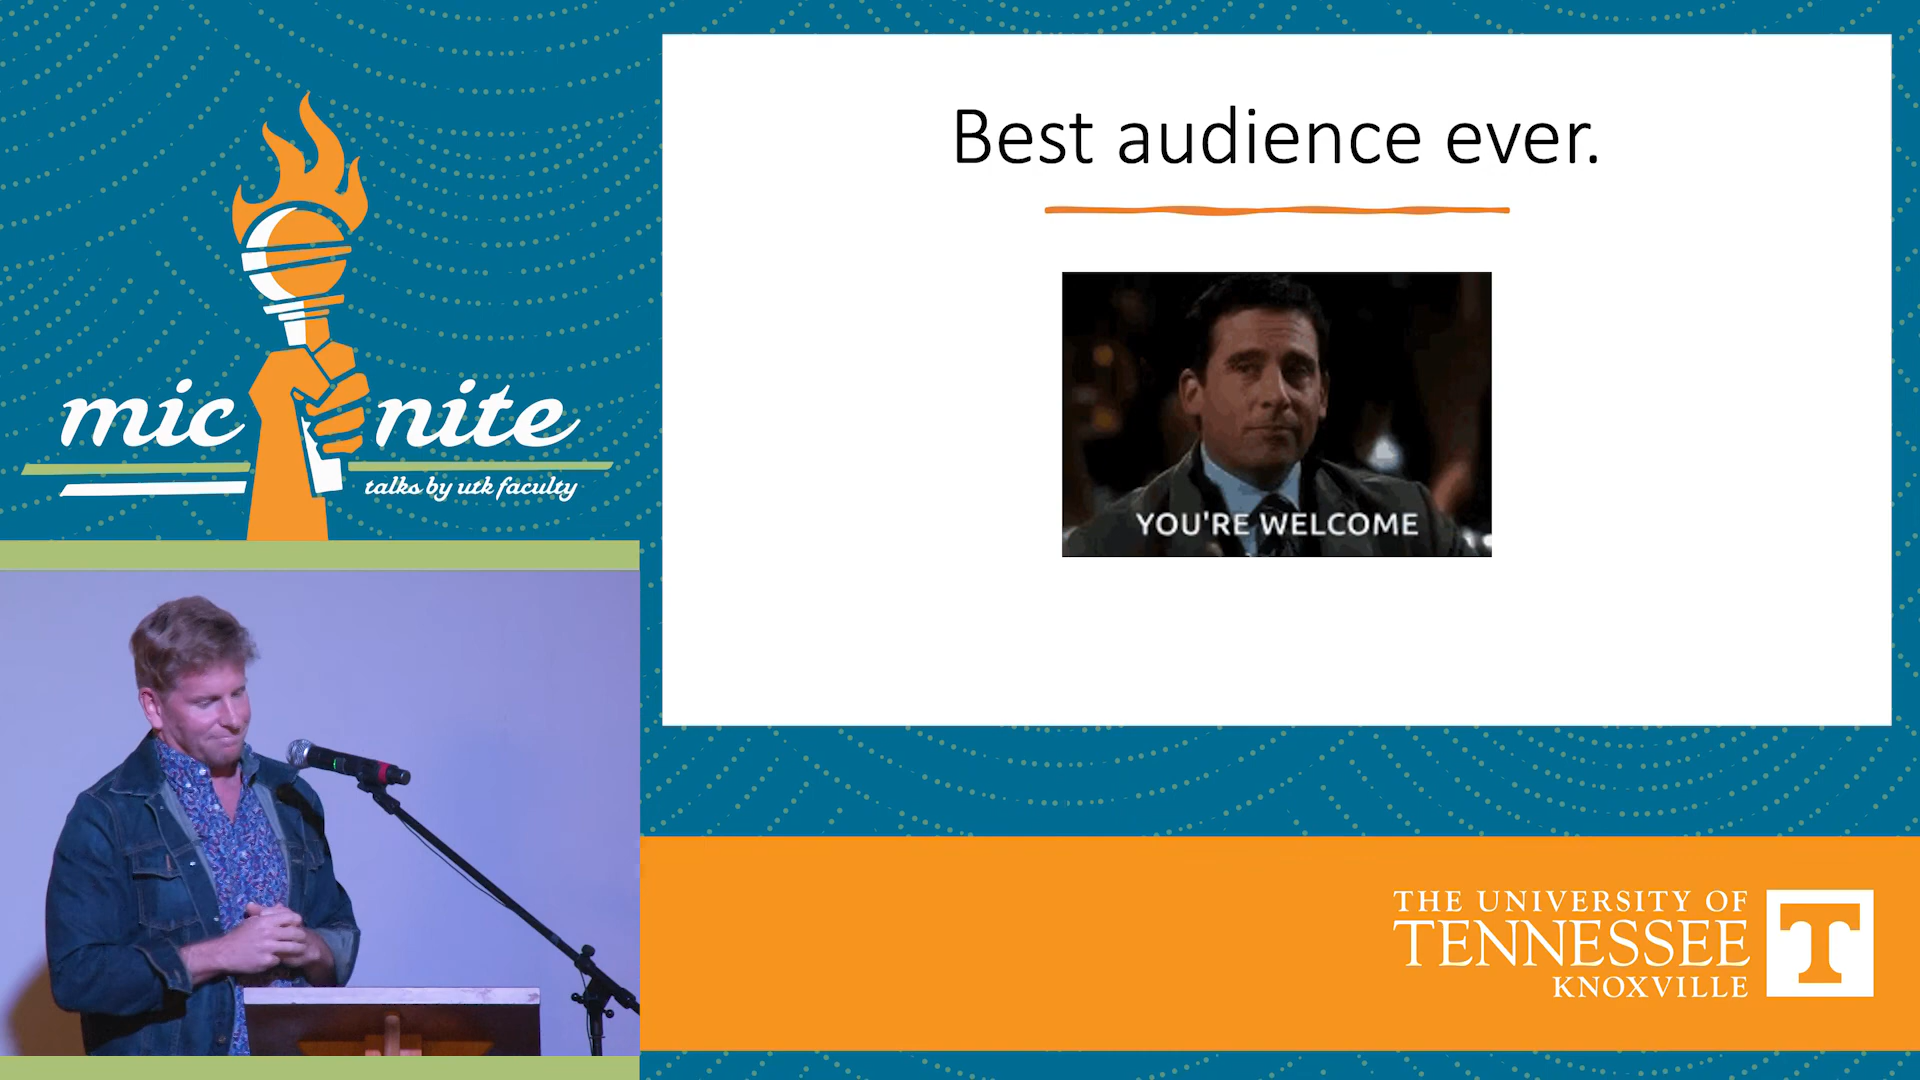 mic nite
talks by utk faculty
Best audience ever.
YOU'RE WELCOME
THE UNIVERSITY OF
TENNESSEE
KNOXVILLE
T